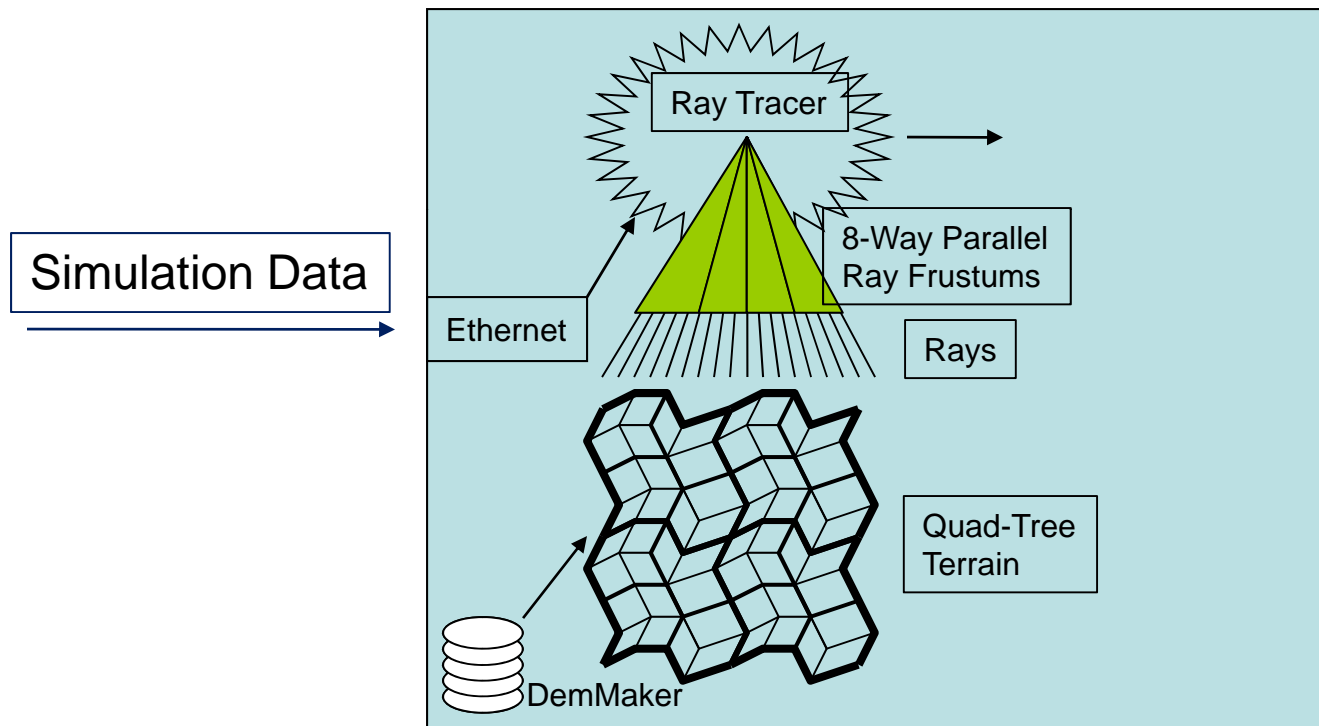 Ray Tracer
8-Way Parallel
Ray Frustums
Simulation Data
Ethernet
Rays
Quad-Tree
Terrain
DemMaker